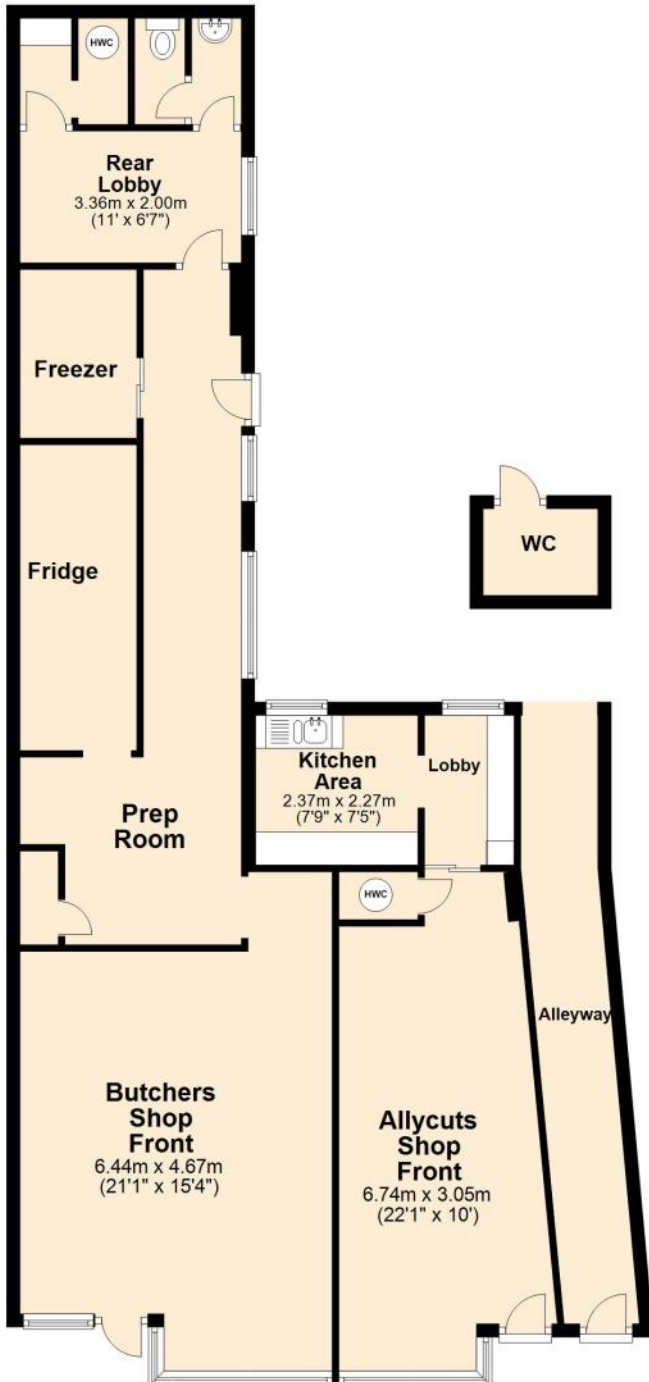 HWC
Rear
Lobby
3.36m x 2.00m
(11' x 6'7")
Freezer
Fridge
WC
Kitchen
Area
2.37m x 2.27m
(7'9" x 7'5")
Lobby
Prep
Room
HWC
Alleyway
Butchers
Shop
Front
6.44m x 4.67m
(21'1" x 15'4")
Allycuts
Shop
Front
6.74m x 3.05m
(22'1" x 10')